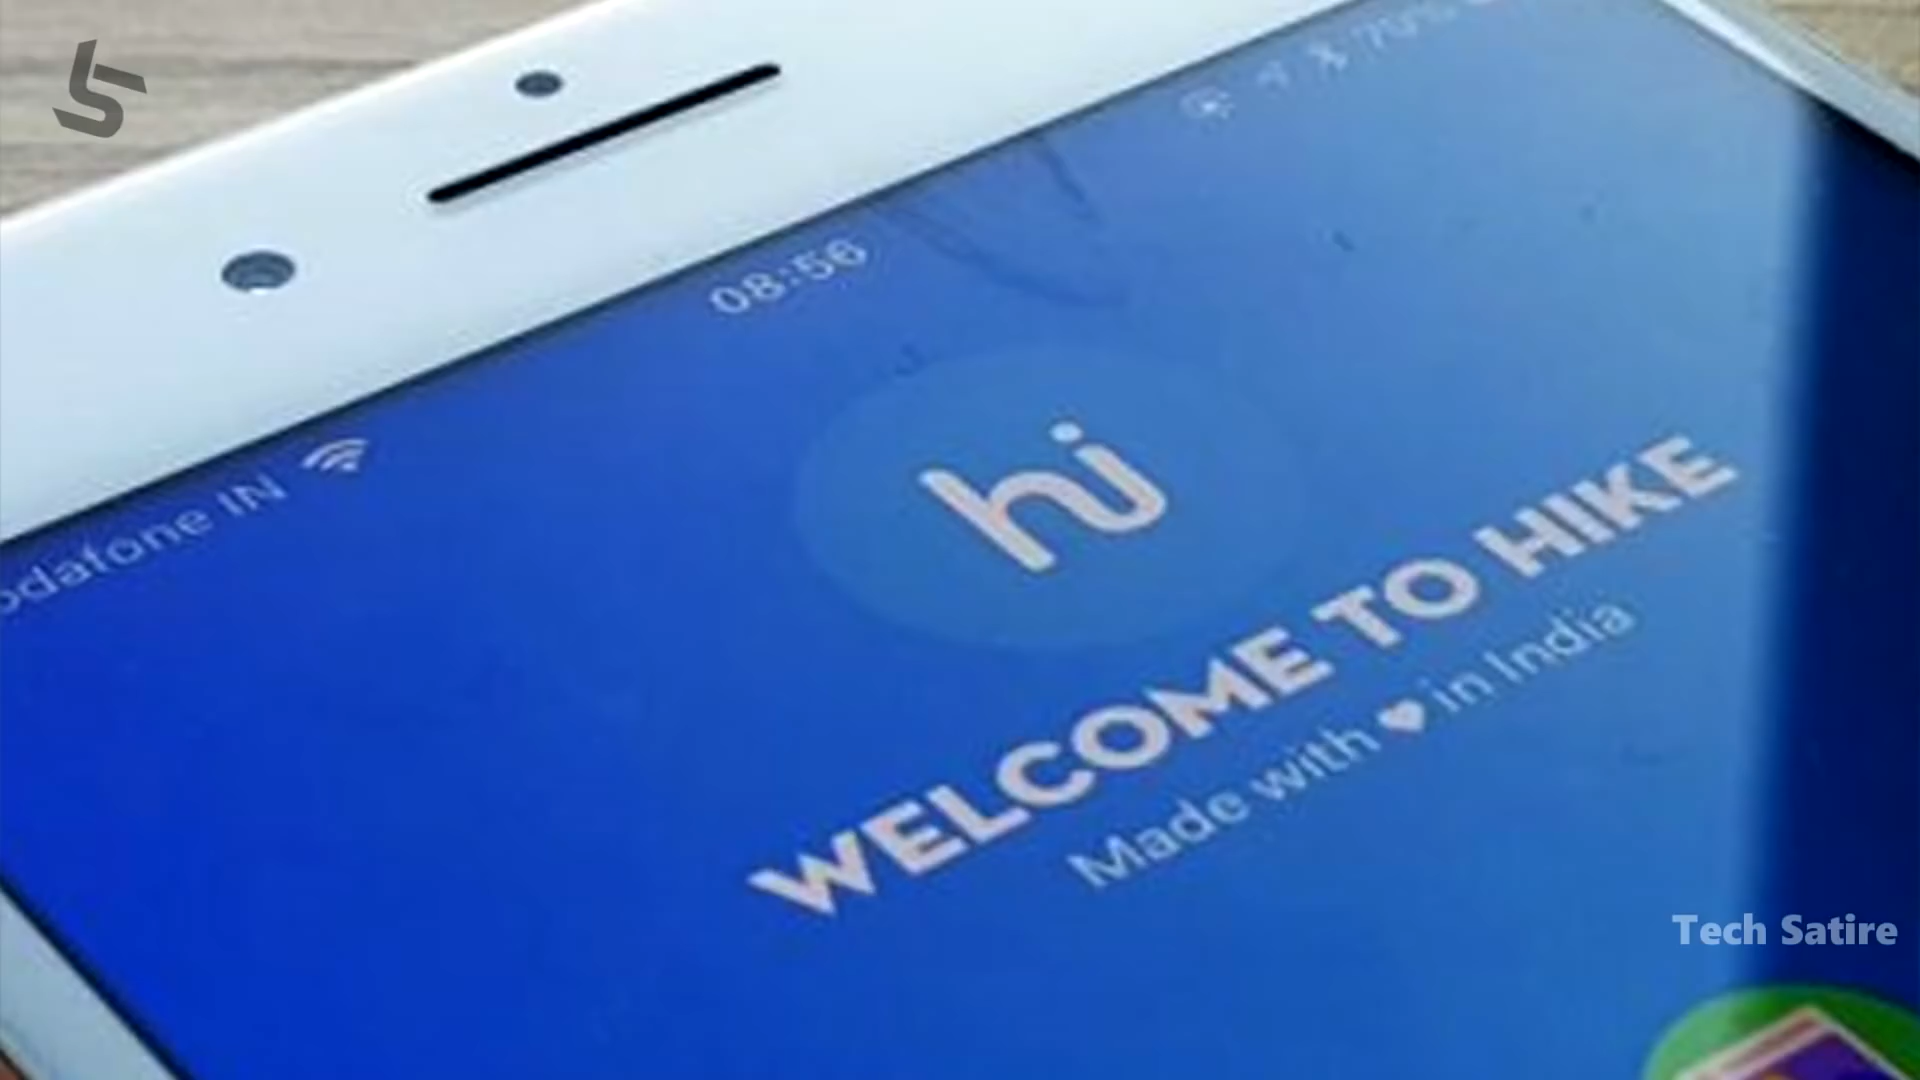 08:56
odafone IN
hi
WELCOME TO HIKE
Made with ♥ in India
Tech Satire